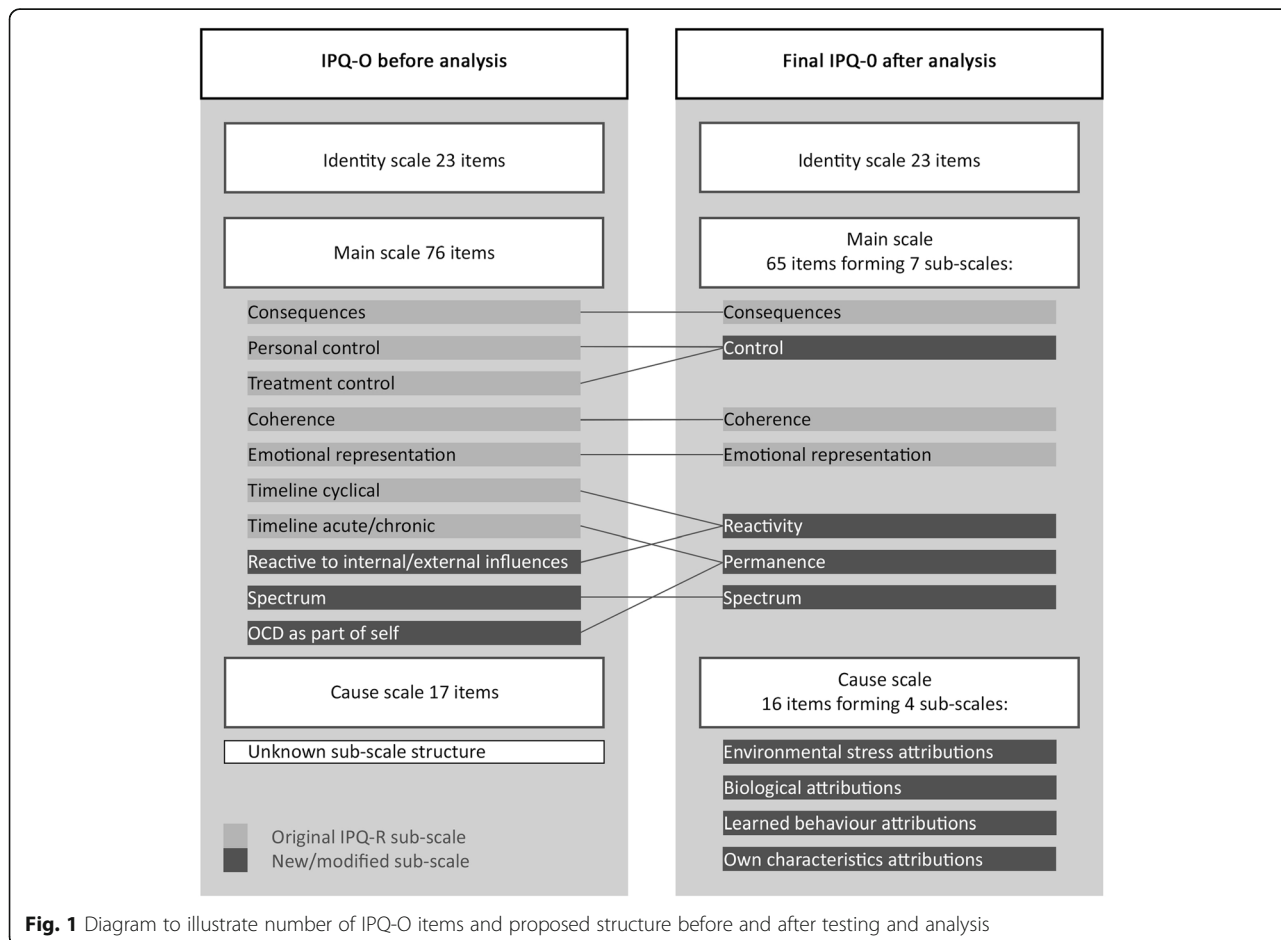 IPQ-O before analysis
Identity scale 23 items
Main scale 76 items
Consequences
Personal control
Treatment control
Coherence
Emotional representation
Timeline cyclical
Timeline acute/chronic
Reactive to internal/external influences
Spectrum
OCD as part of self
Cause scale 17 items
Unknown sub-scale structure
Original IPQ-R sub-scale
New/modified sub-scale
Final IPQ-0 after analysis
Identity scale 23 items
Main scale
65 items forming 7 sub-scales:
Consequences
Control
Coherence
Emotional representation
Reactivity
Permanence
Spectrum
Cause scale
16 items forming 4 sub-scales:
Environmental stress attributions
Biological attributions
Learned behaviour attributions
Own characteristics attributions
Fig. 1 Diagram to illustrate number of IPQ-O items and proposed structure before and after testing and analysis